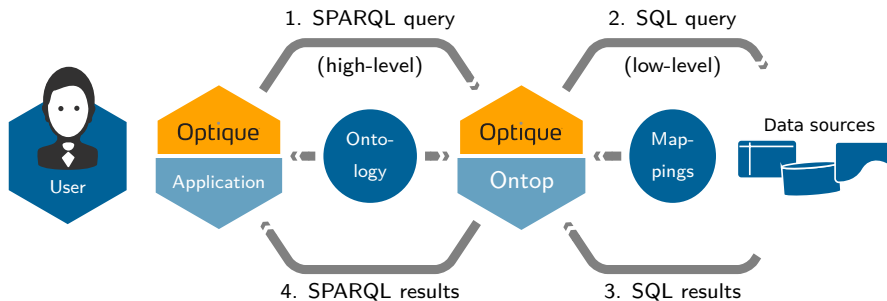 1. SPARQL query
2. SQL query
(high-level)
(low-level)
Optique
Onto-
logy
Optique
Map-
pings
Data sources
User
Application
Ontop
4. SPARQL results
3. SQL results